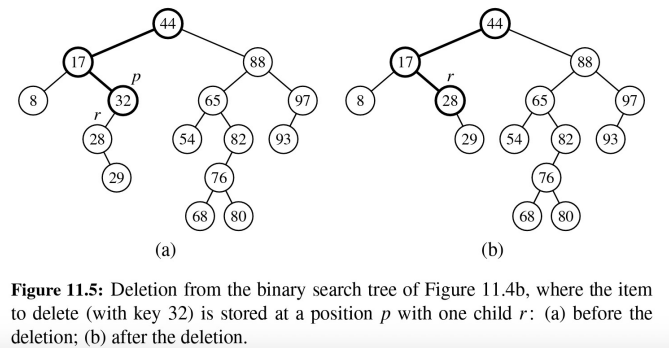 44 44
17 p 88 17 r 88
8 32 65 97 8 28 65 97
r
28 54 82 93 29 54 82 93
29 76 76
68 80 68 80
(a) (b)
Figure 11.5: Deletion from the binary search tree of Figure 11.4b, where the item
to delete (with key 32) is stored at a position p with one child r: (a) before the
deletion; (b) after the deletion.